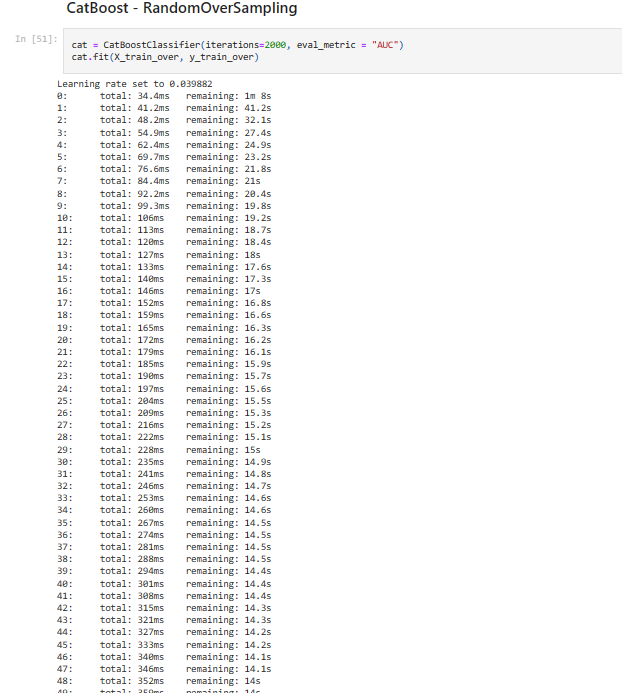 CatBoost - RandomOverSampling
In [51]:
cat = CatBoostClassifier(iterations=2000, eval_metric = "AUC")
cat.fit(X_train_over, y_train_over)
Learning rate set to 0.039882
0: total: 34.4ms remaining: 1m 8s
1: total: 41.2ms remaining: 41.2s
2: total: 48.2ms remaining: 32.1s
3: total: 54.9ms remaining: 27.4s
4: total: 62.4ms remaining: 24.9s
5: total: 69.7ms remaining: 23.2s
6: total: 76.6ms remaining: 21.8s
7: total: 84.4ms remaining: 21s
8: total: 92.2ms remaining: 20.4s
9: total: 99.3ms remaining: 19.8s
10: total: 106ms remaining: 19.2s
11: total: 113ms remaining: 18.7s
12: total: 120ms remaining: 18.4s
13: total: 127ms remaining: 18s
14: total: 133ms remaining: 17.6s
15: total: 140ms remaining: 17.3s
16: total: 146ms remaining: 17s
17: total: 152ms remaining: 16.8s
18: total: 159ms remaining: 16.6s
19: total: 165ms remaining: 16.3s
20: total: 172ms remaining: 16.2s
21: total: 179ms remaining: 16.1s
22: total: 185ms remaining: 15.9s
23: total: 190ms remaining: 15.7s
24: total: 197ms remaining: 15.6s
25: total: 204ms remaining: 15.5s
26: total: 209ms remaining: 15.3s
27: total: 216ms remaining: 15.2s
28: total: 222ms remaining: 15.1s
29: total: 228ms remaining: 15s
30: total: 235ms remaining: 14.9s
31: total: 241ms remaining: 14.8s
32: total: 246ms remaining: 14.7s
33: total: 253ms remaining: 14.6s
34: total: 260ms remaining: 14.6s
35: total: 267ms remaining: 14.5s
36: total: 274ms remaining: 14.5s
37: total: 281ms remaining: 14.5s
38: total: 288ms remaining: 14.5s
39: total: 294ms remaining: 14.4s
40: total: 301ms remaining: 14.4s
41: total: 308ms remaining: 14.4s
42: total: 315ms remaining: 14.3s
43: total: 321ms remaining: 14.3s
44: total: 327ms remaining: 14.2s
45: total: 333ms remaining: 14.2s
46: total: 340ms remaining: 14.1s
47: total: 346ms remaining: 14.1s
48: total: 352ms remaining: 14s
49: total: 359ms remaining: 14s